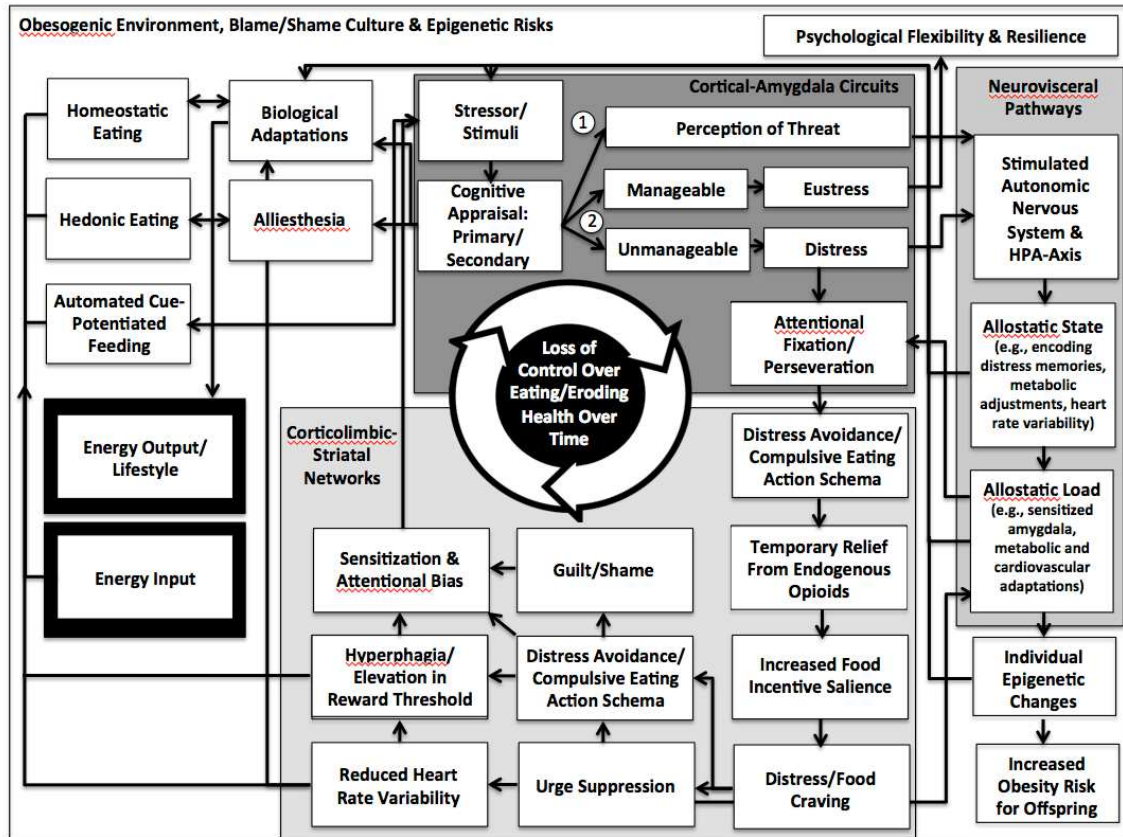 Obesogenic Environment, Blame/Shame Culture & Epigenetic Risks
Psychological Flexibility & Resilience
Homeostatic
Eating
Biological
Adaptations
Stressor/
Stimuli
Cortical-Amygdala Circuits
Neurovisceral
Pathways
1
Perception of Threat
Stimulated
Autonomic
Nervous
System &
HPA-Axis
Hedonic Eating
Alliesthesia
Cognitive
Appraisal:
Primary/
Secondary
Manageable
Eustress
2
Unmanageable
Distress
Automated Cue-
Potentiated
Feeding
Attentional
Fixation/
Perseveration
Allostatic State
(e.g., encoding
distress memories,
metabolic
adjustments, heart
rate variability)
Loss of
Control Over
Eating/Eroding
Health Over
Time
Energy Output/
Lifestyle
Corticolimbic-
Striatal
Networks
Distress Avoidance/
Compulsive Eating
Action Schema
Allostatic Load
(e.g., sensitized
amygdala,
metabolic and
cardiovascular
adaptations)
Energy Input
Sensitization &
Attentional Bias
Guilt/Shame
Temporary Relief
From Endogenous
Opioids
Hyperphagia/
Elevation in
Reward Threshold
Distress Avoidance/
Compulsive Eating
Action Schema
Increased Food
Incentive Salience
Individual
Epigenetic
Changes
Reduced Heart
Rate Variability
Urge Suppression
Distress/Food
Craving
Increased
Obesity Risk
for Offspring